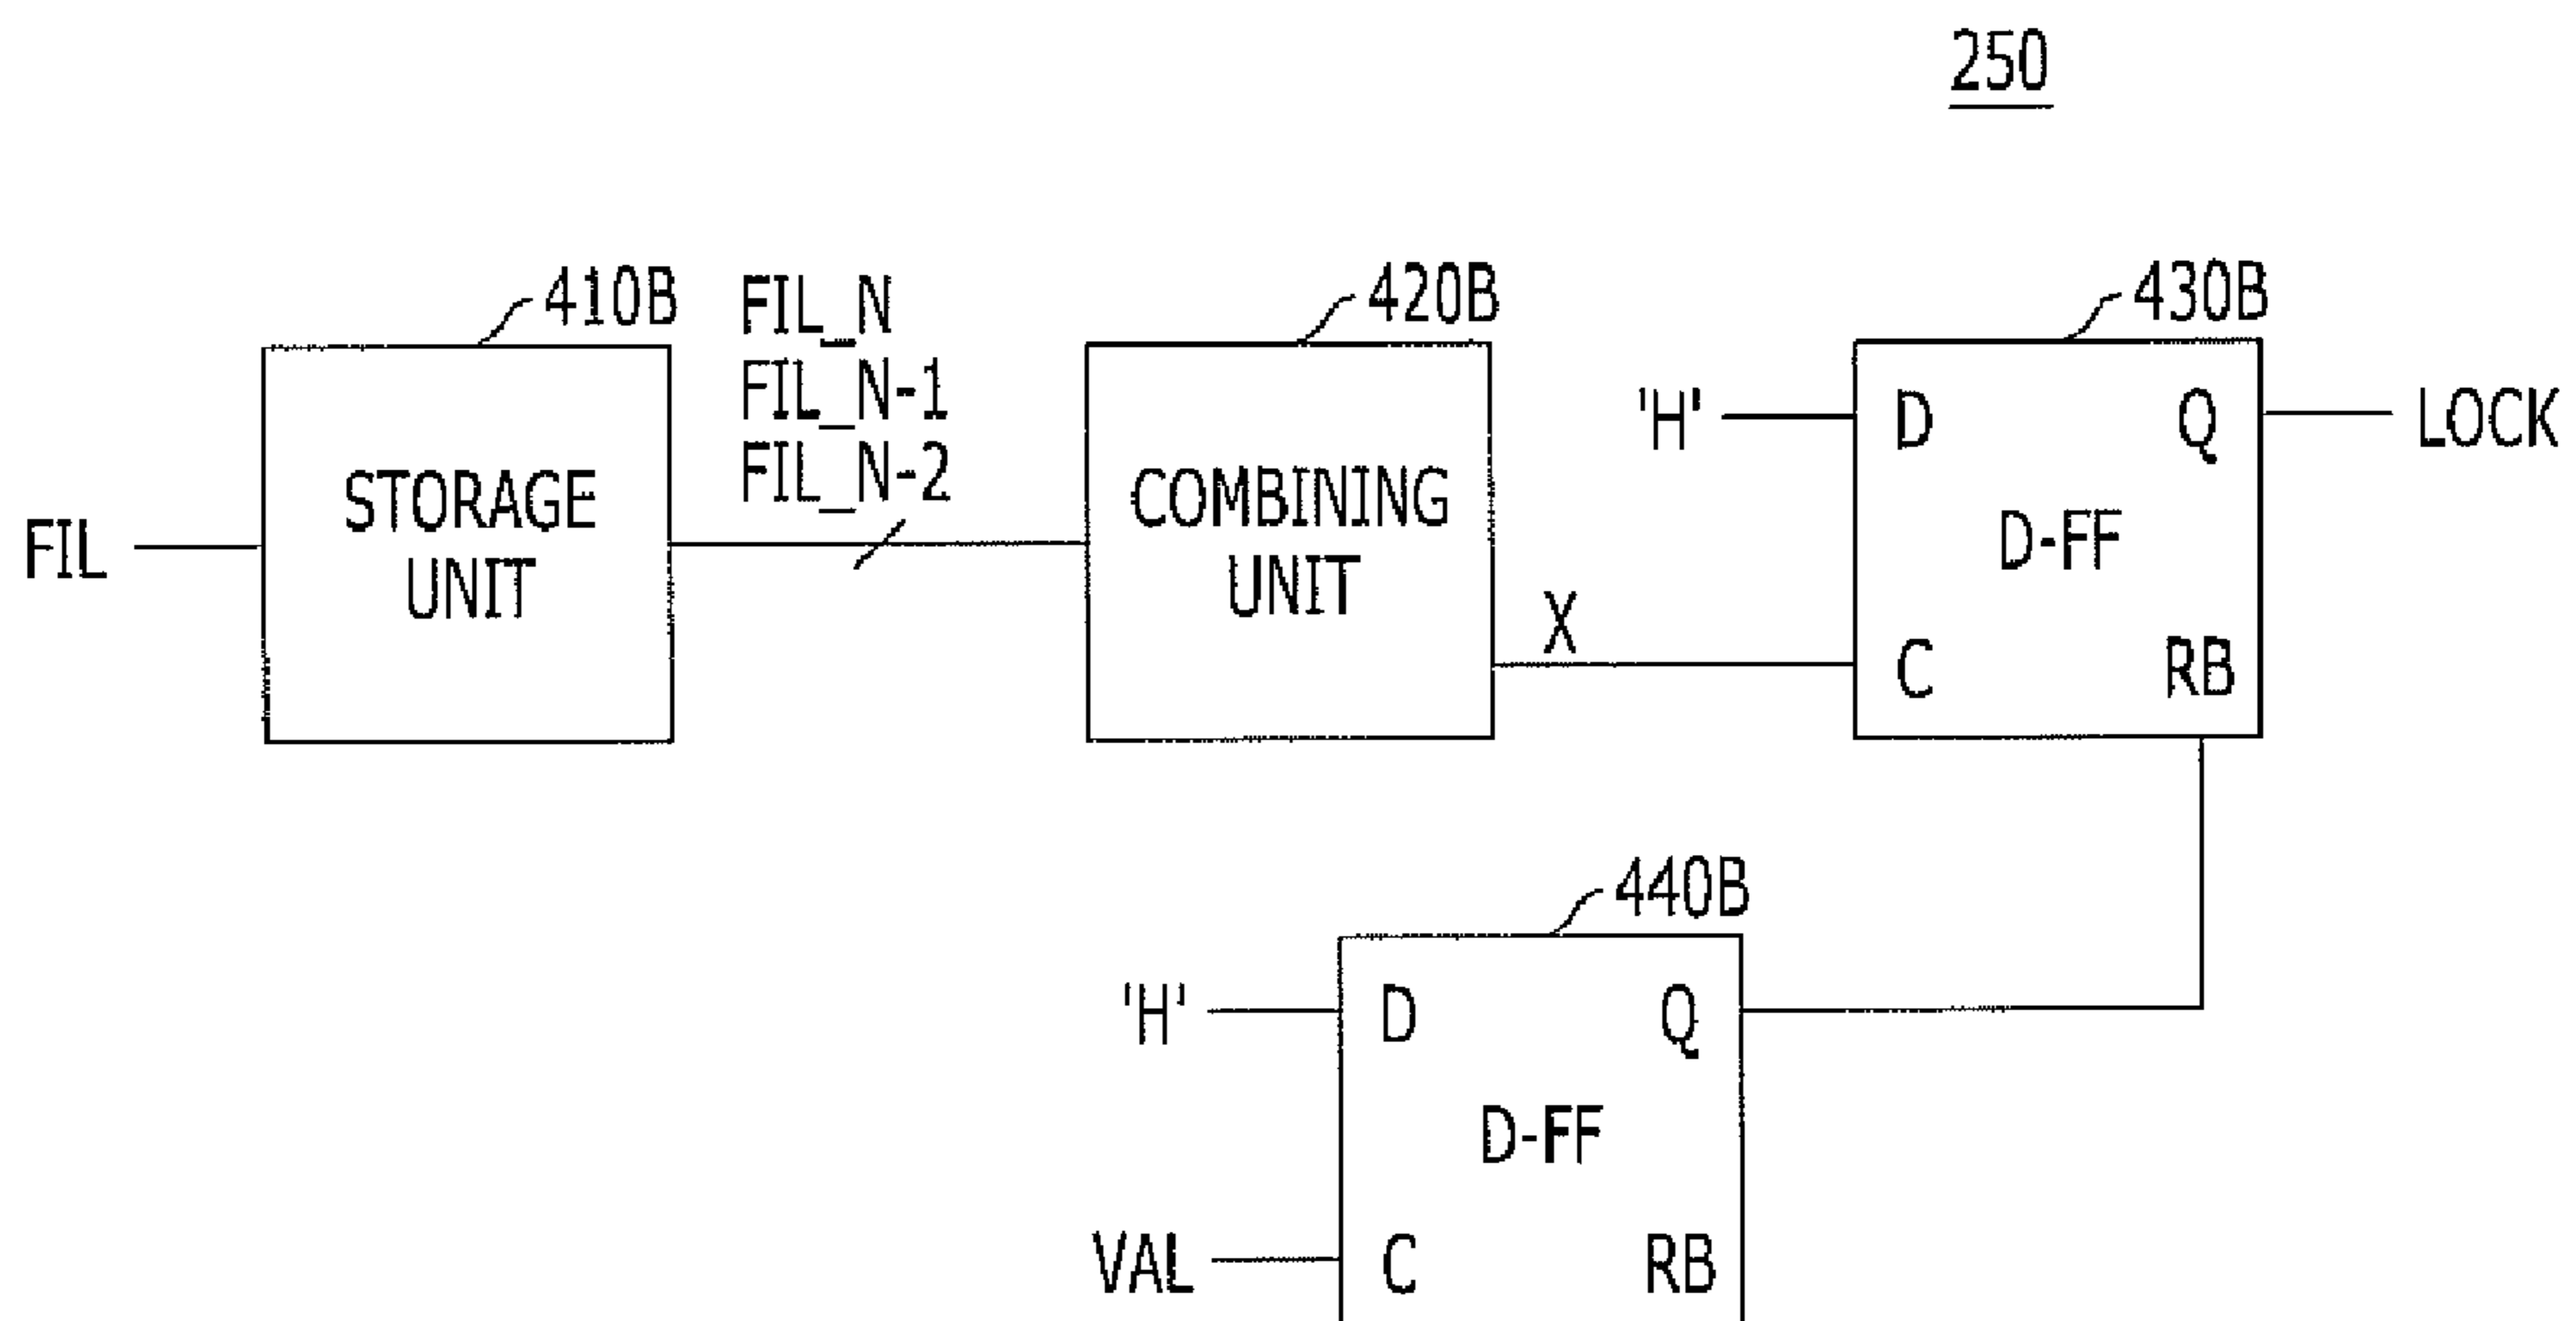 250
410B
FIL_N
FIL_N-1
FIL_N-2
420B
430B
FIL
STORAGE
UNIT
COMBINING
UNIT
X
'H'
D
Q
LOCK
D-FF
C
RB
440B
'H'
D
Q
D-FF
VAL
C
RB